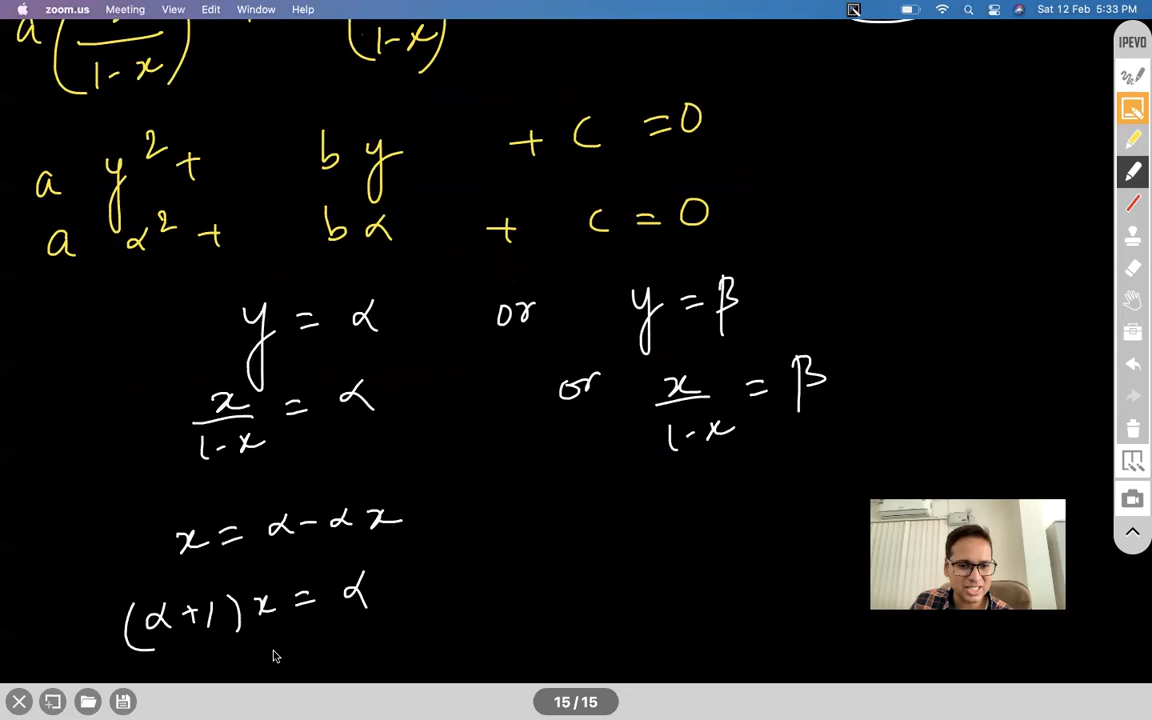 zoom.us Meeting View Edit Window Help Sat 12 Feb 5:33 PM
IPEVO
a( /1-x) ( /1-x)
a y² + b y + c = 0
a α² + b α + c = 0
y = α or y = β
x/1-x = α or x/1-x = β
x = α - α x
(α + 1) x = α
15 / 15